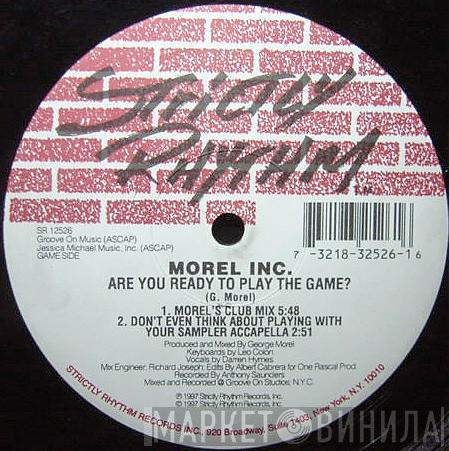 STRICTLY
RHYTHM
TM
SR 12526
Groove On Music (ASCAP)
Jessica Michael Music, Inc. (ASCAP)
GAME SIDE
7 -3218-32526-1 6
MOREL INC.
ARE YOU READY TO PLAY THE GAME?
(G. Morel)
1. MOREL'S CLUB MIX 5:48
2. DON'T EVEN THINK ABOUT PLAYING WITH
YOUR SAMPLER ACCAPELLA 2:51
Produced and Mixed By George Morel
Keyboards by Leo Colon
Vocals by Darren Hymes
Mix Engineer: Richard Joseph: Edits By Albert Cabrera for One Rascal Prod.
Recorded By Anthony Saunders
Mixed and Recorded @ Groove On Studios; N.Y.C.
℗ 1997 Strictly Rhythm Records, Inc.
© 1997 Strictly Rhythm Records, Inc.
STRICTLY RHYTHM RECORDS INC., 920 Broadway, Suite 1403, New York, N.Y. 10010
МАРКЕТ ВИНИЛА